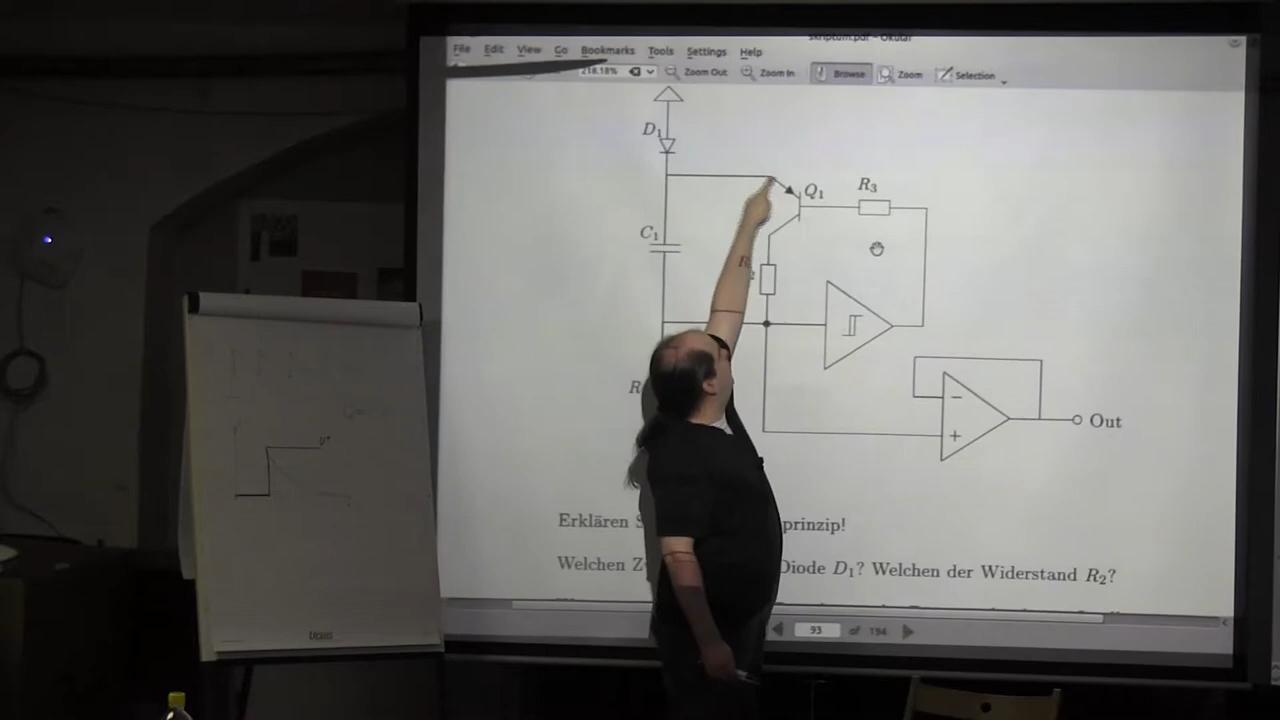 skriptum.pdf – Okular
File Edit View Go Bookmarks Tools Settings Help
218.18% Zoom Out Zoom In Browse Zoom Selection
D1
Q1
R3
C1
R2
R
−
+
Out
Erklären S prinzip!
Welchen Z Diode D1? Welchen der Widerstand R2?
93 of 194
U*